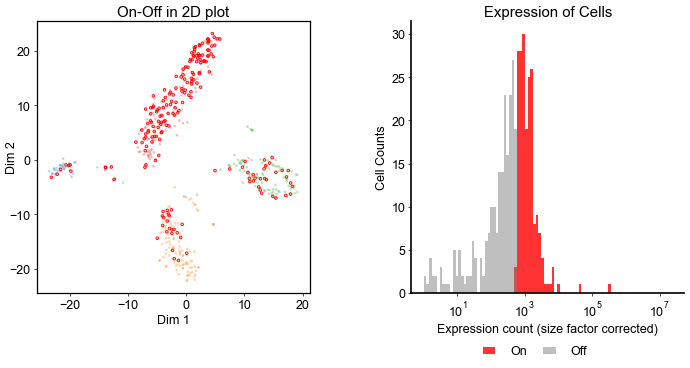 On-Off in 2D plot
Expression of Cells
20
10
0
−10
−20
Dim 2
−20 −10 0 10 20
Dim 1
30
25
20
15
10
5
0
Cell Counts
10^1 10^3 10^5 10^7
Expression count (size factor corrected)
On Off